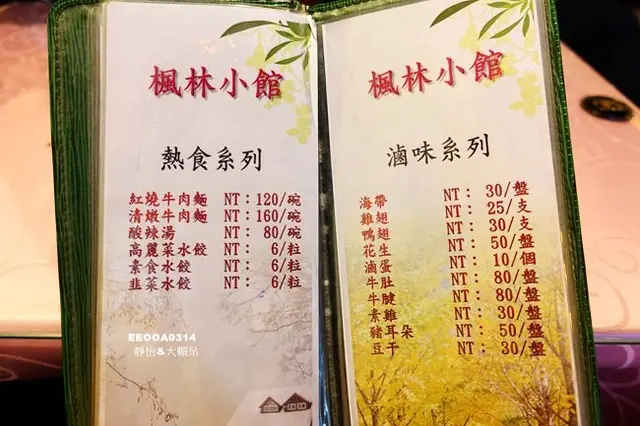 楓林小館
熱食系列
紅燒牛肉麵 NT：120/碗
清燉牛肉麵 NT：160/碗
酸辣湯 NT： 80/碗
高麗菜水餃 NT： 6/粒
素食水餃 NT： 6/粒
韭菜水餃 NT： 6/粒
EEOOA0314
靜怡&大顆呆
楓林小館
滷味系列
海帶 NT： 30/盤
雞翅 NT： 25/支
鴨翅 NT： 30/支
花生 NT： 50/盤
滷蛋 NT： 10/個
牛肚 NT： 80/盤
牛腱 NT： 80/盤
素雞 NT： 30/盤
豬耳朵 NT： 50/盤
豆干 NT： 30/盤